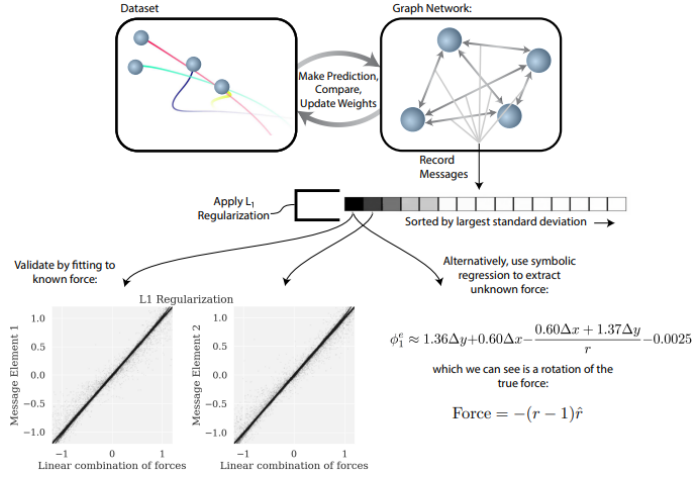 Dataset
Graph Network:
Make Prediction,
Compare,
Update Weights
Record
Messages
Apply L₁
Regularization
Sorted by largest standard deviation
Validate by fitting to
known force:
Alternatively, use symbolic
regression to extract
unknown force:
L1 Regularization
Message Element 1
1.0
0.5
0.0
−0.5
−1.0
−1
0
1
Linear combination of forces
Message Element 2
1.0
0.5
0.0
−0.5
−1.0
−1
0
1
Linear combination of forces
ϕ₁ᵉ ≈ 1.36Δy+0.60Δx−(0.60Δx + 1.37Δy)/r−0.0025
which we can see is a rotation of the
true force:
Force = −(r − 1)r̂